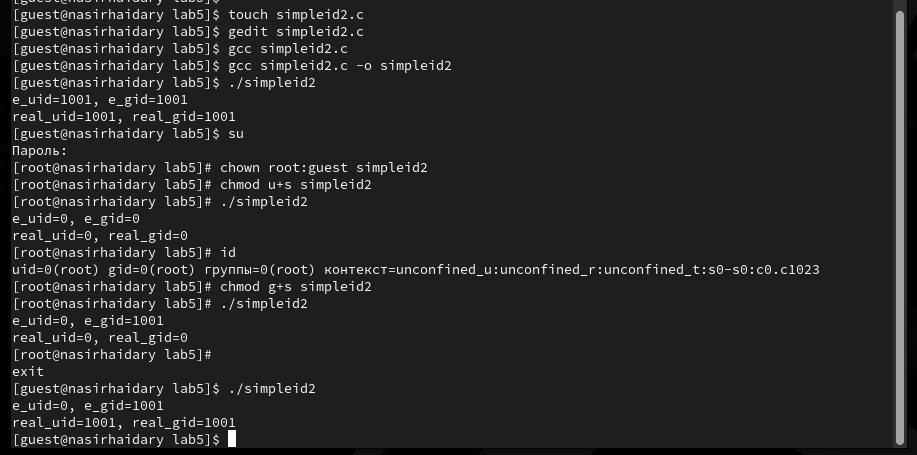 [guest@nasirhaidary lab5]$ touch simpleid2.c
[guest@nasirhaidary lab5]$ gedit simpleid2.c
[guest@nasirhaidary lab5]$ gcc simpleid2.c
[guest@nasirhaidary lab5]$ gcc simpleid2.c -o simpleid2
[guest@nasirhaidary lab5]$ ./simpleid2
e_uid=1001, e_gid=1001
real_uid=1001, real_gid=1001
[guest@nasirhaidary lab5]$ su
Пароль:
[root@nasirhaidary lab5]# chown root:guest simpleid2
[root@nasirhaidary lab5]# chmod u+s simpleid2
[root@nasirhaidary lab5]# ./simpleid2
e_uid=0, e_gid=0
real_uid=0, real_gid=0
[root@nasirhaidary lab5]# id
uid=0(root) gid=0(root) группы=0(root) контекст=unconfined_u:unconfined_r:unconfined_t:s0-s0:c0.c1023
[root@nasirhaidary lab5]# chmod g+s simpleid2
[root@nasirhaidary lab5]# ./simpleid2
e_uid=0, e_gid=1001
real_uid=0, real_gid=0
[root@nasirhaidary lab5]#
exit
[guest@nasirhaidary lab5]$ ./simpleid2
e_uid=0, e_gid=1001
real_uid=1001, real_gid=1001
[guest@nasirhaidary lab5]$